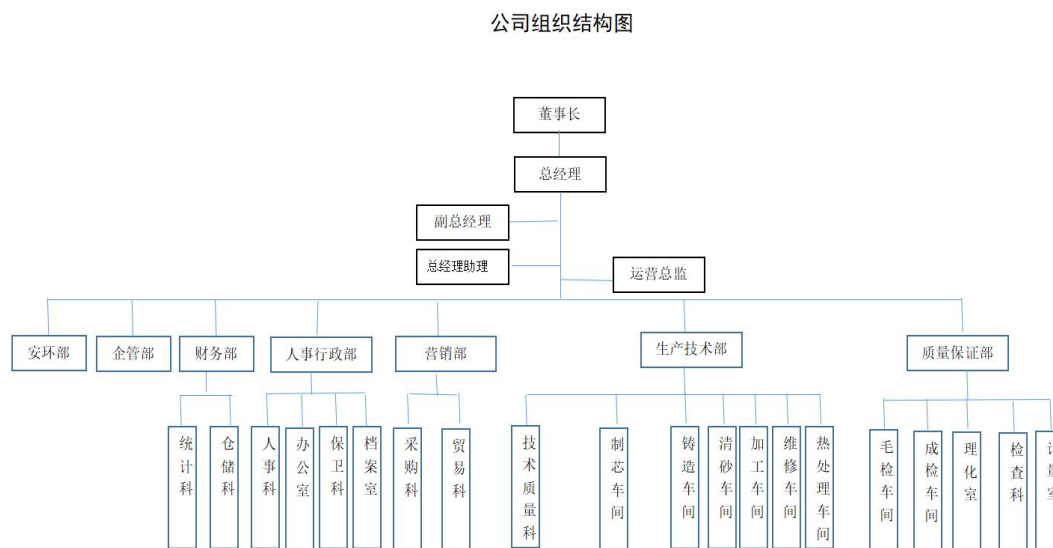 公司组织结构图
董事长
总经理
副总经理
总经理助理
运营总监
安环部
企管部
财务部
人事行政部
营销部
生产技术部
质量保证部
统计科
仓储科
人事科
办公室
保卫科
档案室
采购科
贸易科
技术质量科
制芯车间
铸造车间
清砂车间
加工车间
维修车间
热处理车间
毛检车间
成检车间
理化室
检查科
计量室